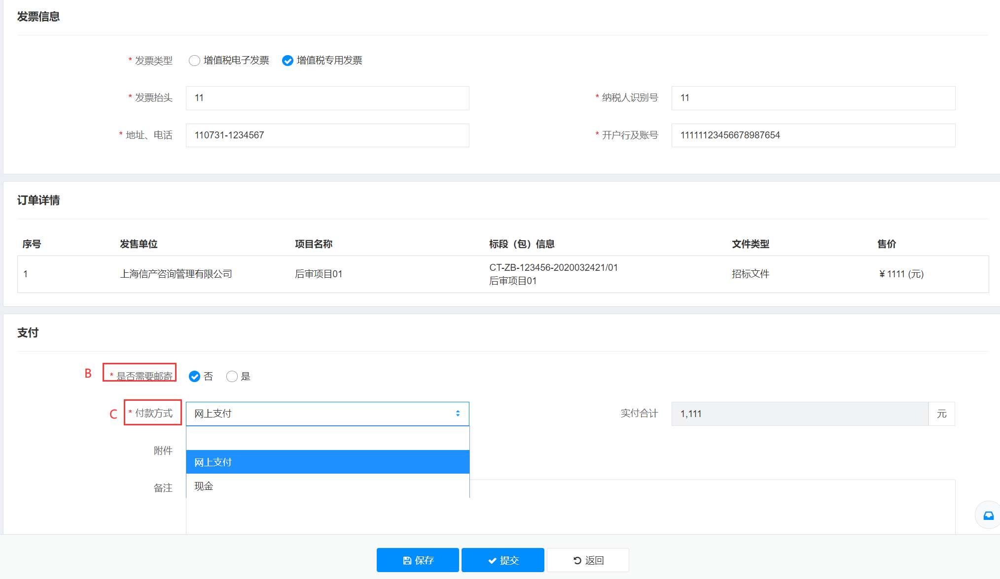 发票信息
* 发票类型 增值税电子发票 增值税专用发票
* 发票抬头 11 * 纳税人识别号 11
* 地址、电话 110731-1234567 * 开户行及账号 11111123456678987654
订单详情
序号 发售单位 项目名称 标段（包）信息 文件类型 售价
1 上海信产咨询管理有限公司 后审项目01 CT-ZB-123456-2020032421/01 招标文件 ¥ 1111 (元)
后审项目01
支付
B * 是否需要邮寄 否 是
C * 付款方式 网上支付 实付合计 1,111 元
附件
网上支付
备注 现金
保存 提交 返回